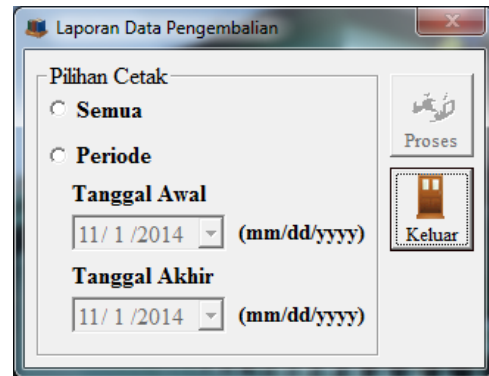 Laporan Data Pengembalian
Pilihan Cetak
Semua
Periode
Tanggal Awal
11/ 1 /2014 (mm/dd/yyyy)
Tanggal Akhir
11/ 1 /2014 (mm/dd/yyyy)
Proses
Keluar